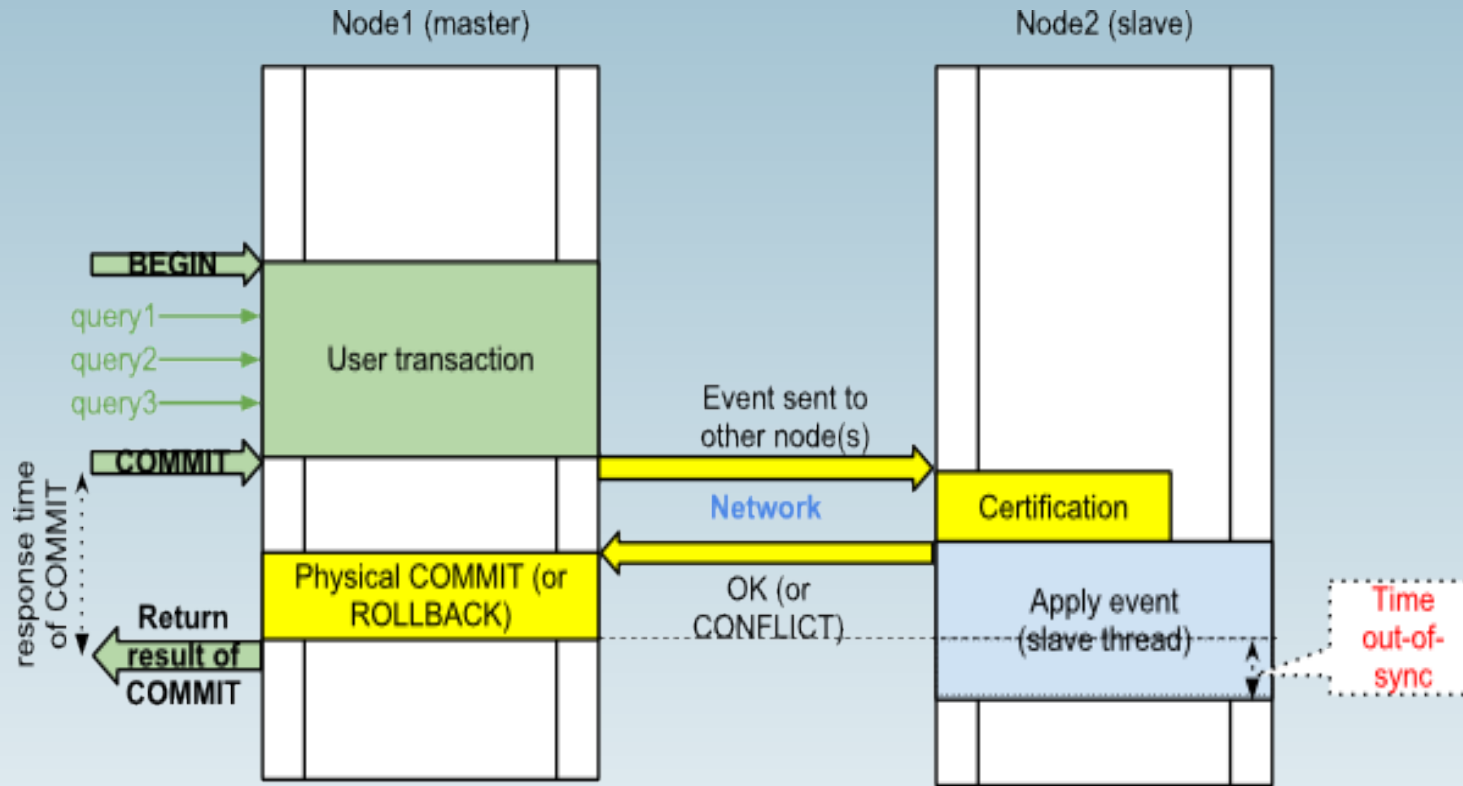 Node1 (master)
Node2 (slave)
BEGIN
query1
query2
query3
COMMIT
User transaction
Event sent to
other node(s)
Network
Certification
response time
of COMMIT
Physical COMMIT (or
ROLLBACK)
OK (or
CONFLICT)
Apply event
(slave thread)
Time
out-of-
sync
Return
result of
COMMIT